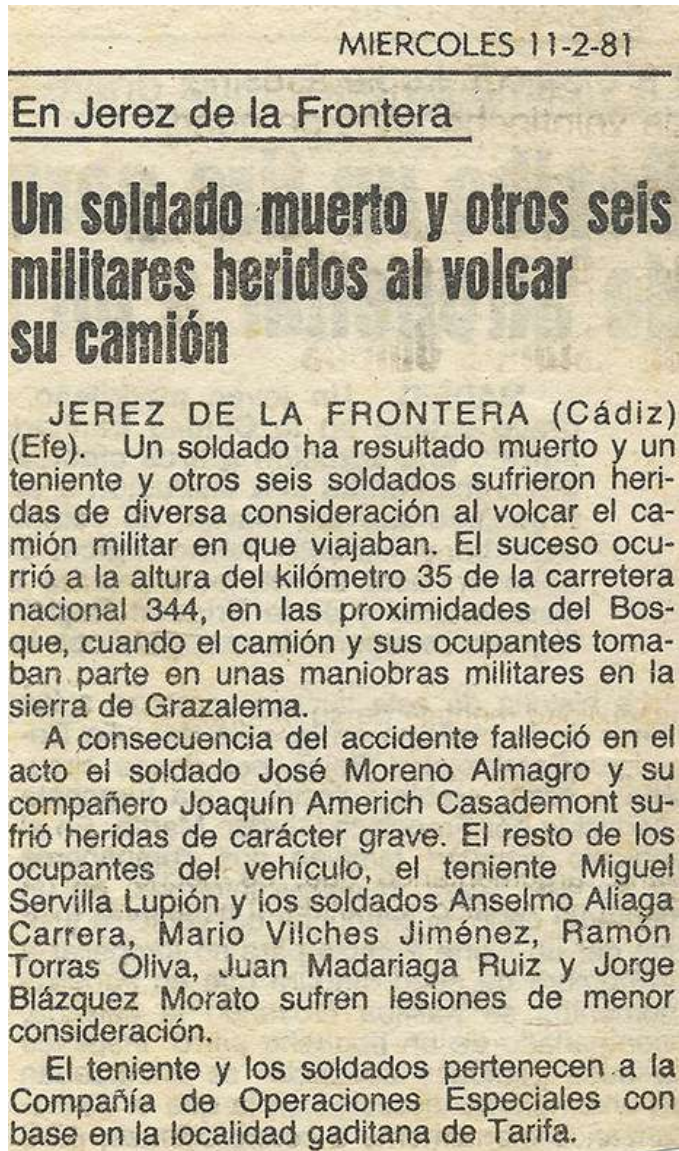 MIERCOLES 11-2-81
En Jerez de la Frontera
Un soldado muerto y otros seis
militares heridos al volcar
su camión
JEREZ DE LA FRONTERA (Cádiz)
(Efe). Un soldado ha resultado muerto y un
teniente y otros seis soldados sufrieron heri-
das de diversa consideración al volcar el ca-
mión militar en que viajaban. El suceso ocu-
rrió a la altura del kilómetro 35 de la carretera
nacional 344, en las proximidades del Bos-
que, cuando el camión y sus ocupantes toma-
ban parte en unas maniobras militares en la
sierra de Grazalema.
A consecuencia del accidente falleció en el
acto el soldado José Moreno Almagro y su
compañero Joaquín Americh Casademont su-
frió heridas de carácter grave. El resto de los
ocupantes del vehículo, el teniente Miguel
Servilla Lupión y los soldados Anselmo Aliaga
Carrera, Mario Vilches Jiménez, Ramón
Torras Oliva, Juan Madariaga Ruiz y Jorge
Blázquez Morato sufren lesiones de menor
consideración.
El teniente y los soldados pertenecen a la
Compañía de Operaciones Especiales con
base en la localidad gaditana de Tarifa.